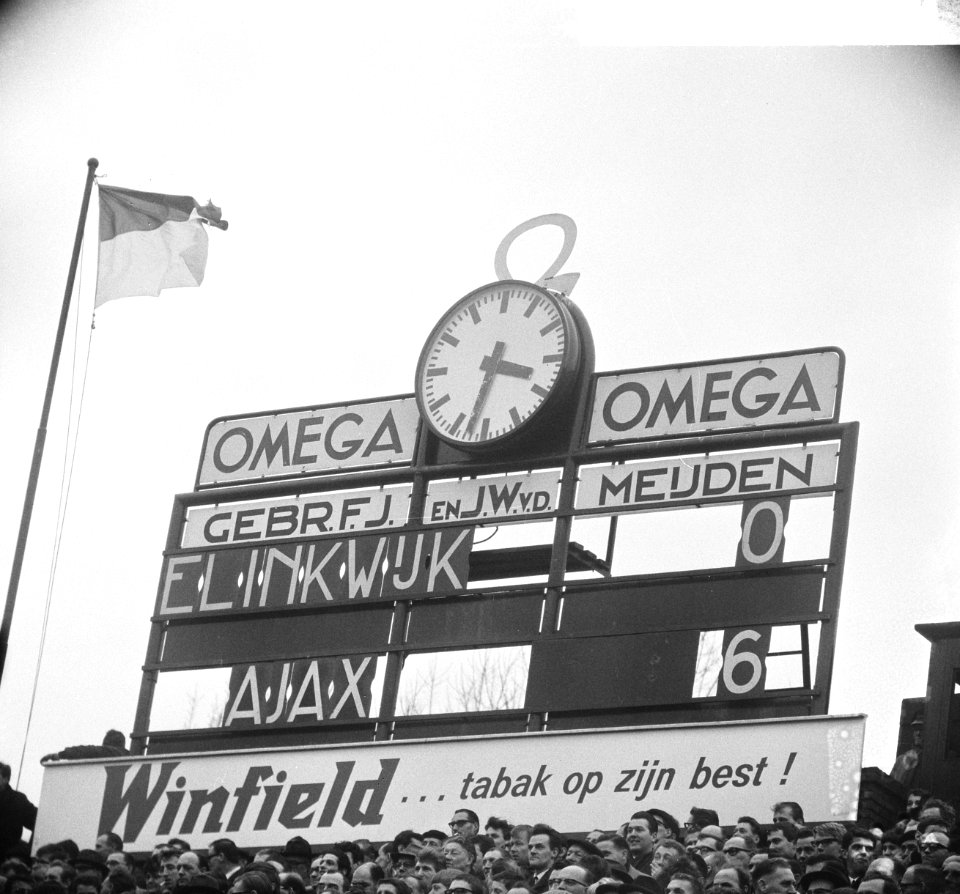 OMEGA OMEGA
GEBR. F.J. EN J.W. V.D. MEIJDEN
ELINKWIJK 0
AJAX 6
Winfield ... tabak op zijn best !